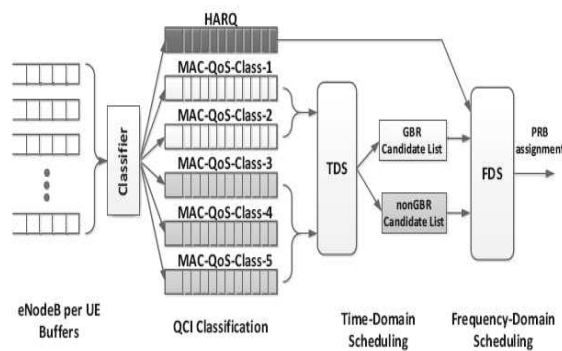 HARQ
MAC-QoS-Class-1
MAC-QoS-Class-2
MAC-QoS-Class-3
MAC-QoS-Class-4
MAC-QoS-Class-5
Classifier
TDS
GBR
Candidate List
nonGBR
Candidate List
FDS
PRB
assignment
eNodeB per UE
Buffers
QCI Classification
Time-Domain
Scheduling
Frequency-Domain
Scheduling